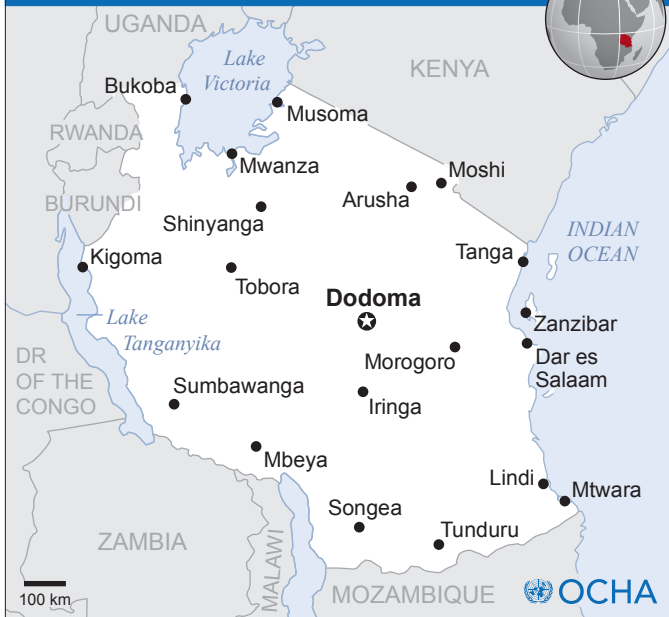 UGANDA
Lake
Victoria
KENYA
Bukoba
Musoma
RWANDA
Mwanza
Moshi
Arusha
BURUNDI
Shinyanga
INDIAN
OCEAN
Tanga
Kigoma
Tobora
Dodoma
Zanzibar
Lake
Tanganyika
Dar es
Salaam
Morogoro
DR
OF THE
CONGO
Sumbawanga
Iringa
Mbeya
Lindi
Mtwara
Songea
Tunduru
ZAMBIA
MALAWI
MOZAMBIQUE
100 km
OCHA